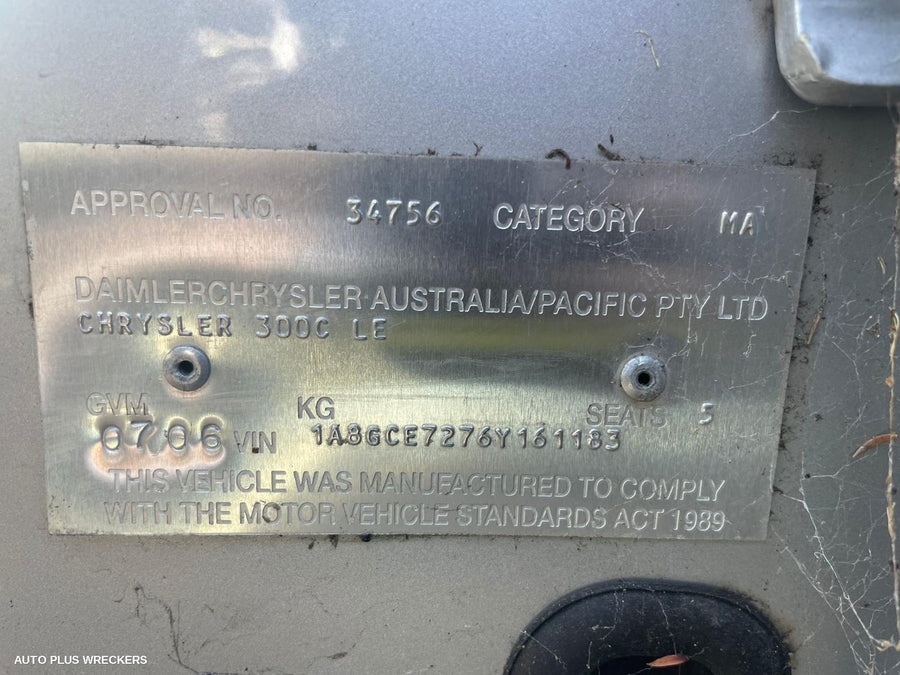 APPROVAL NO. 34756 CATEGORY MA
DAIMLERCHRYSLER AUSTRALIA/PACIFIC PTY LTD
CHRYSLER 300C LE
GVM KG SEATS 5
07 06 VIN 1A8GCE7276Y161183
THIS VEHICLE WAS MANUFACTURED TO COMPLY
WITH THE MOTOR VEHICLE STANDARDS ACT 1989
AUTO PLUS WRECKERS